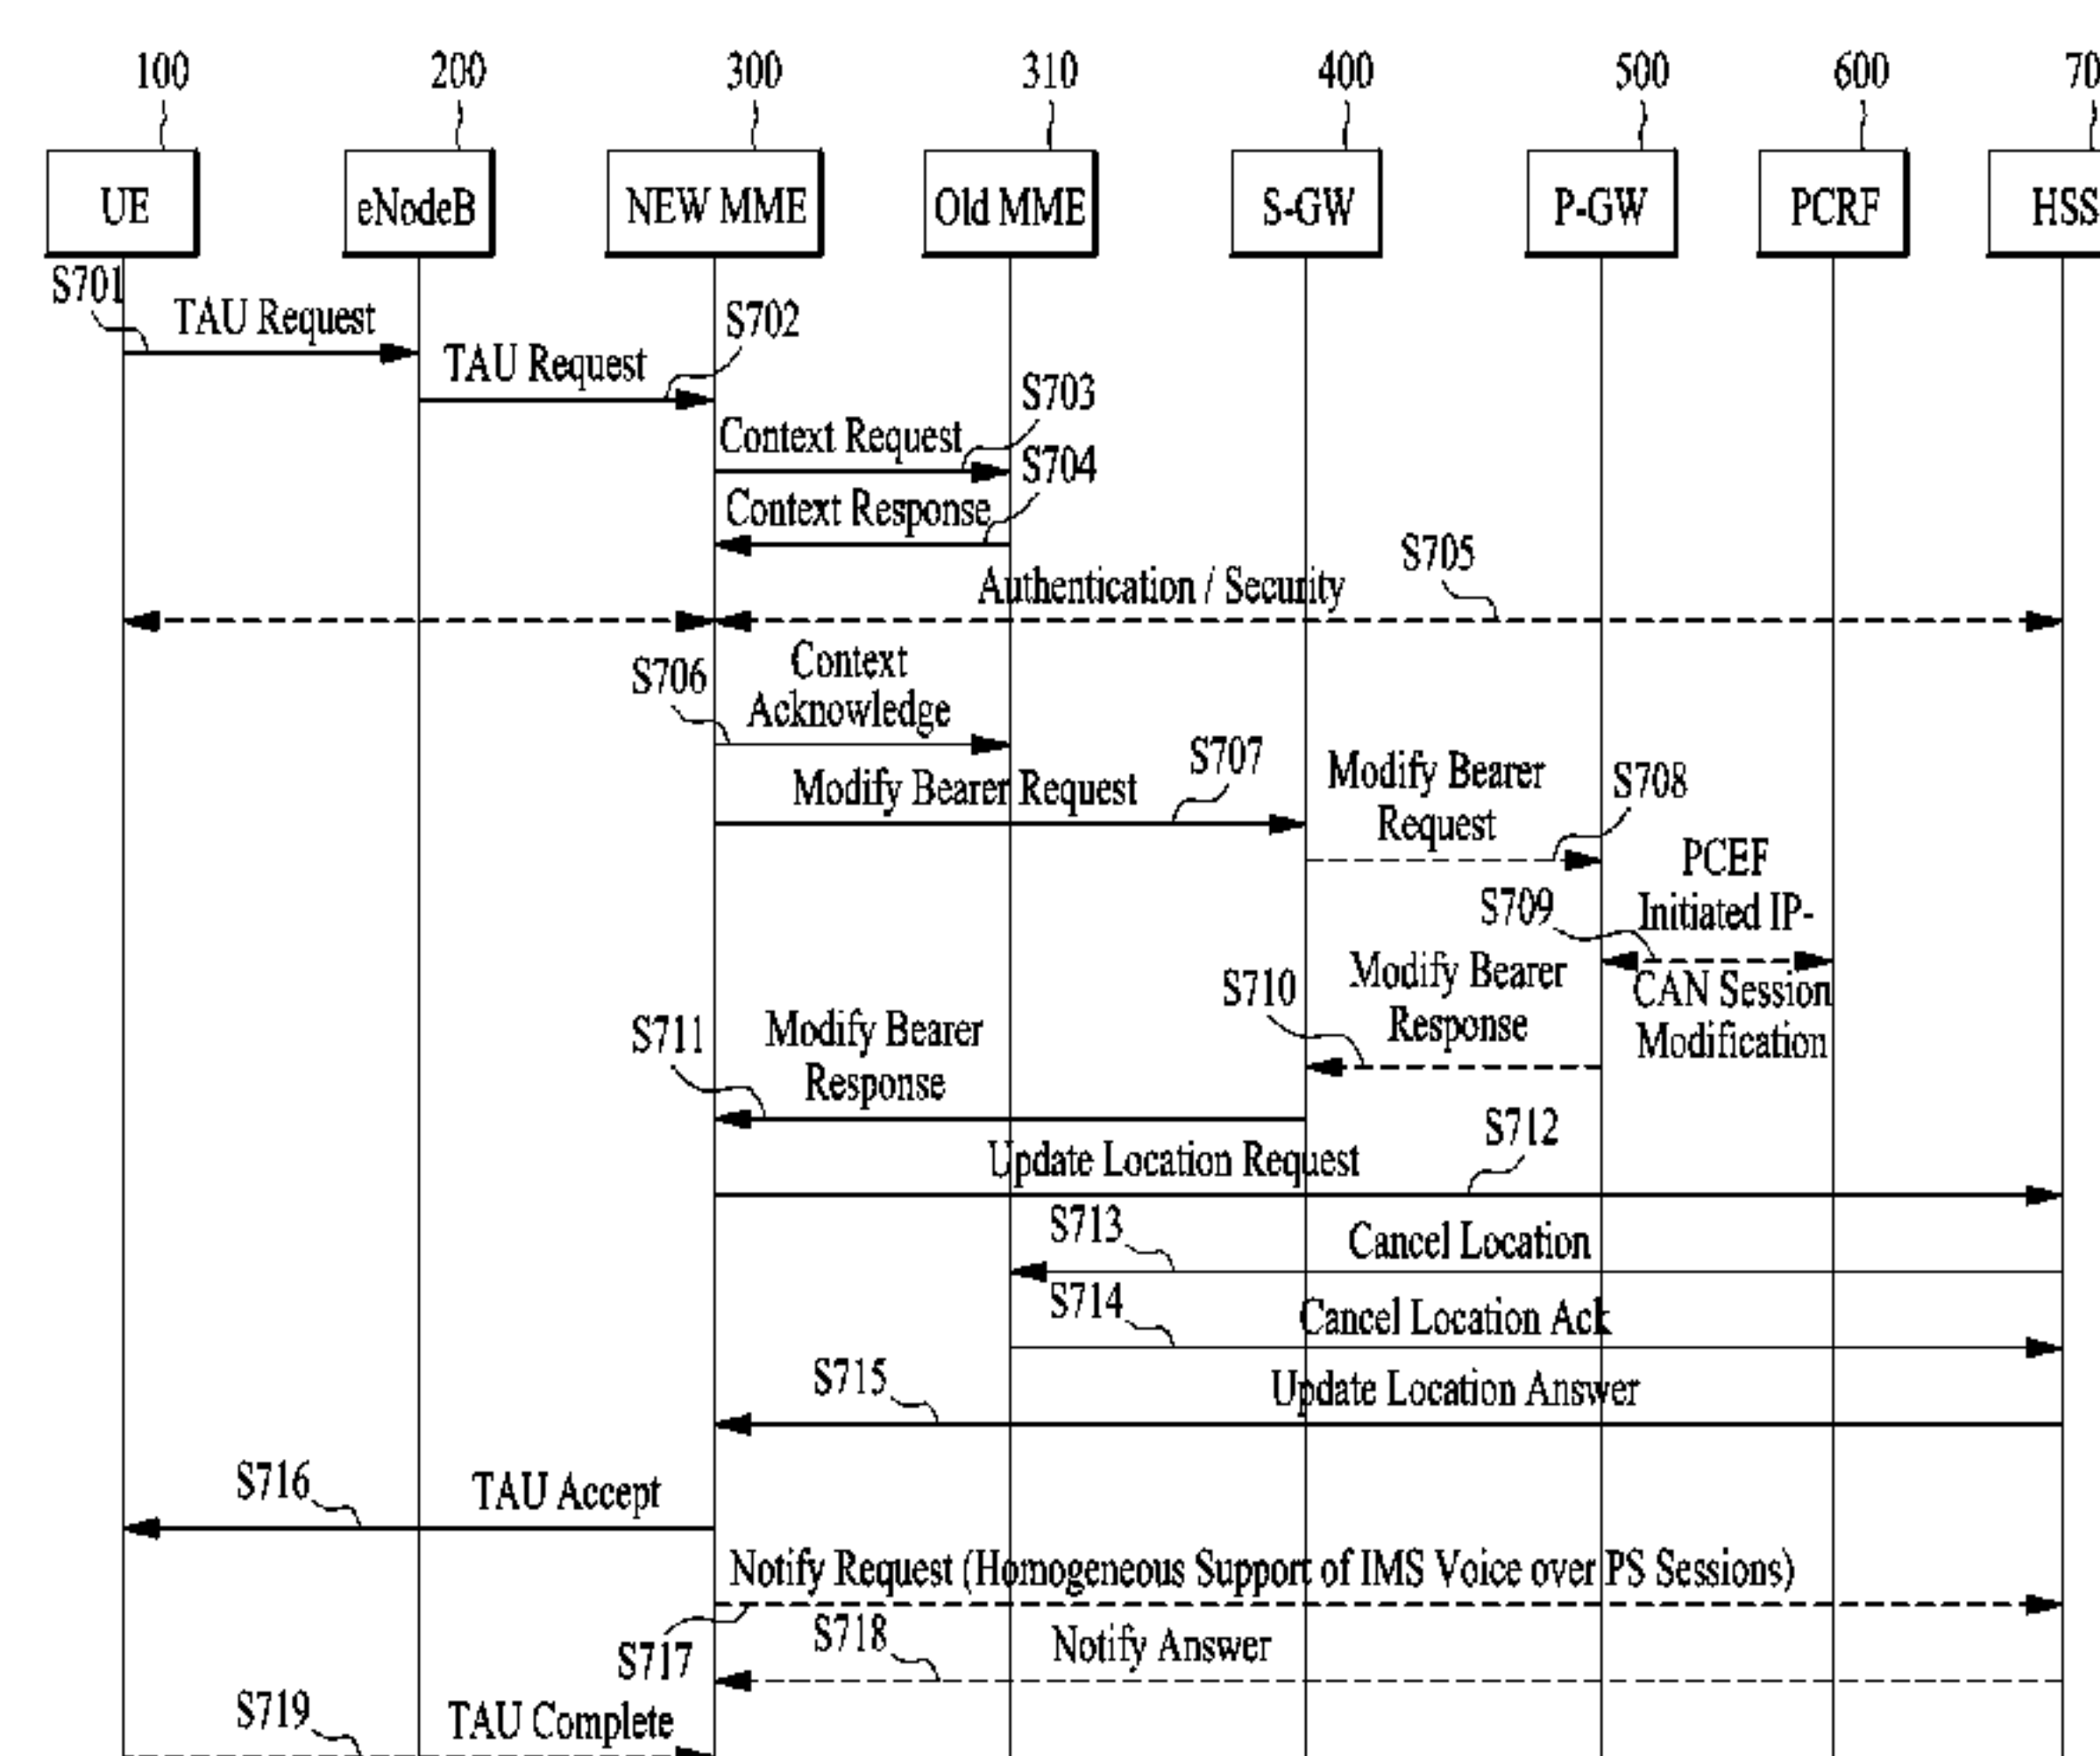 100
200
300
310
400
500
600
70
UE
eNodeB
NEW MME
Old MME
S-GW
P-GW
PCRF
HSS
S701
TAU Request
S702
TAU Request
S703
Context Request
S704
Context Response
S705
Authentication / Security
S706
Context
Acknowledge
S707
Modify Bearer Request
Modify Bearer
Request
S708
PCEF
Initiated IP-
CAN Session
Modification
S709
S710
Modify Bearer
Response
S711
Modify Bearer
Response
S712
Update Location Request
S713
Cancel Location
S714
Cancel Location Ack
S715
Update Location Answer
S716
TAU Accept
Notify Request (Homogeneous Support of IMS Voice over PS Sessions)
S717
S718
Notify Answer
S719
TAU Complete